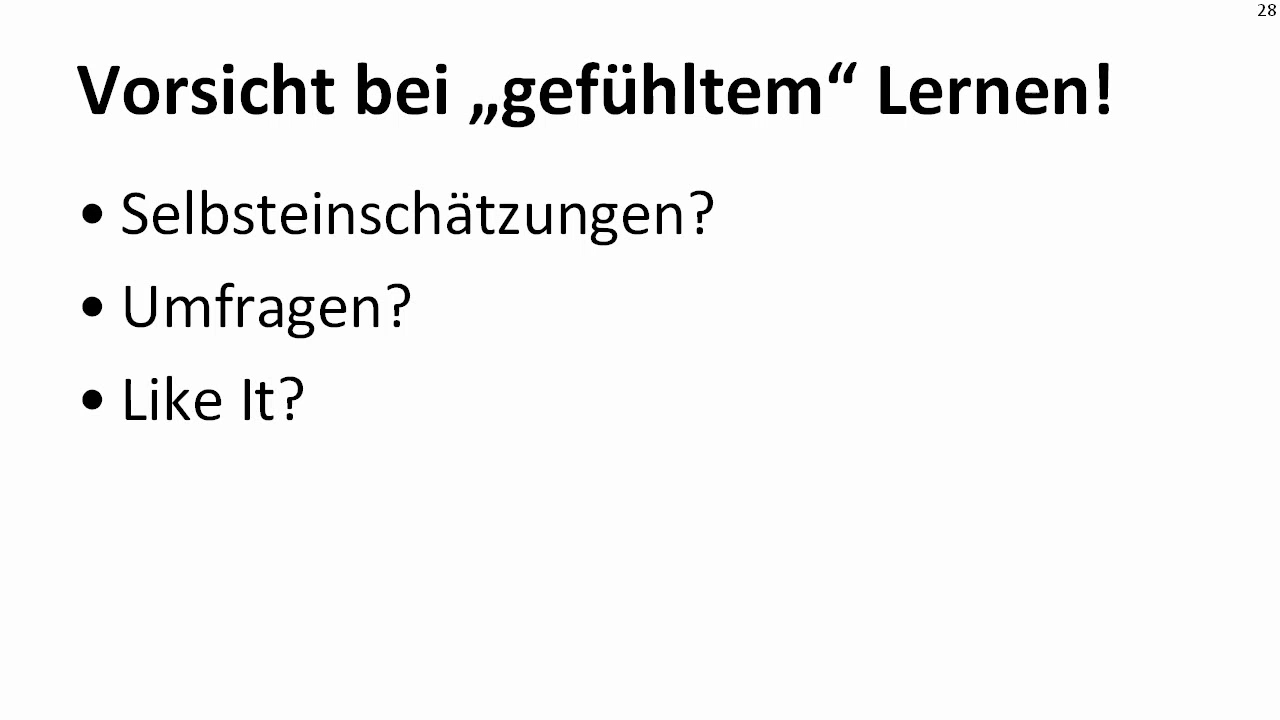 28
Vorsicht bei „gefühltem“ Lernen!
• Selbsteinschätzungen?
• Umfragen?
• Like It?